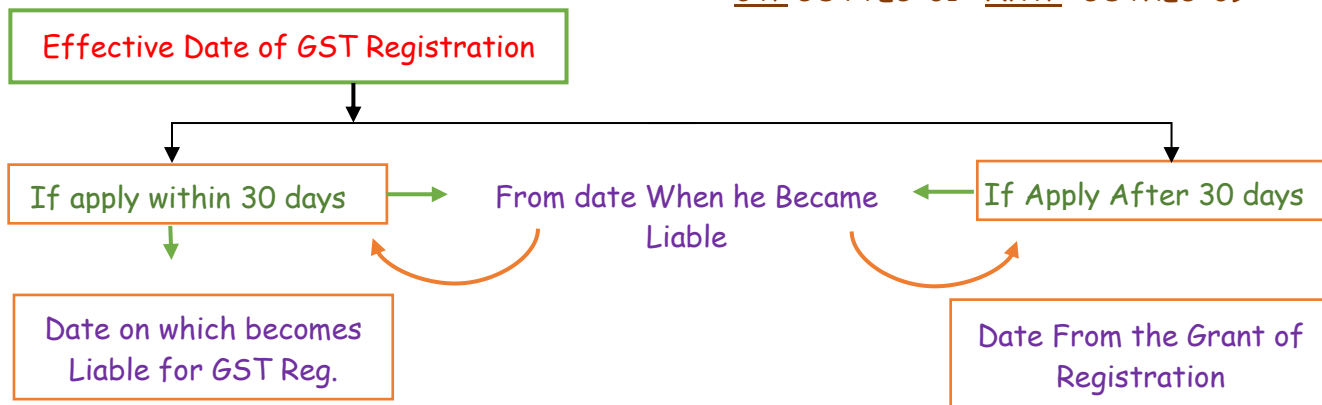 Effective Date of GST Registration
If apply within 30 days
From date When he Became
Liable
If Apply After 30 days
Date on which becomes
Liable for GST Reg.
Date From the Grant of
Registration